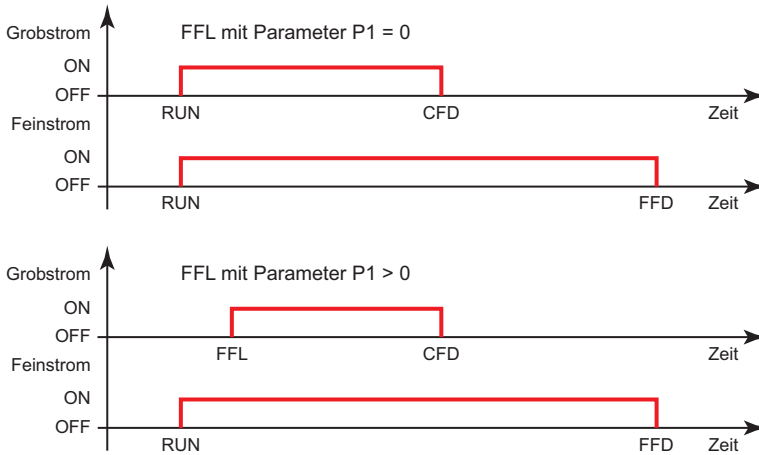 Grobstrom FFL mit Parameter P1 = 0
ON
OFF
RUN CFD Zeit
Feinstrom
ON
OFF
RUN FFD Zeit
Grobstrom FFL mit Parameter P1 > 0
ON
OFF
FFL CFD Zeit
Feinstrom
ON
OFF
RUN FFD Zeit